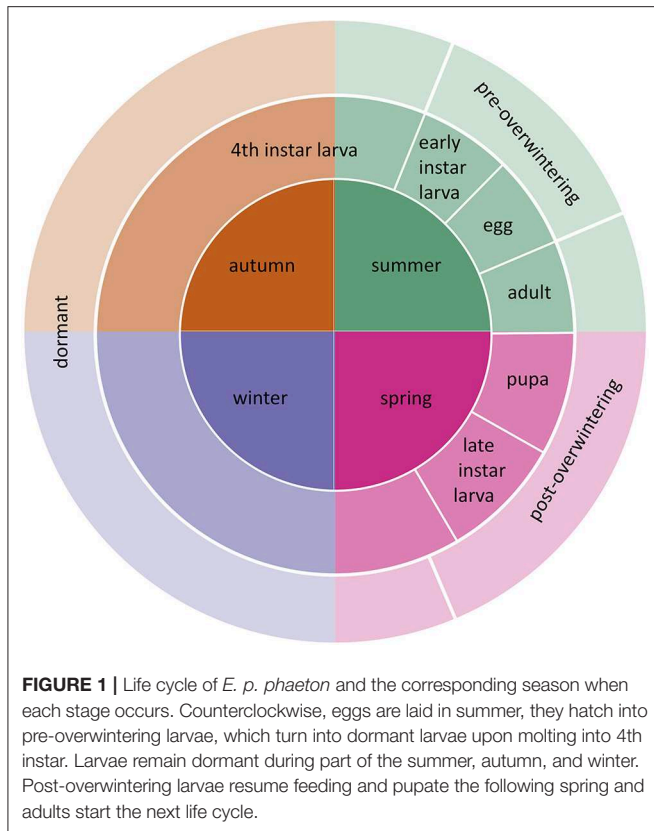 pre-overwintering
4th instar larva
early
instar
larva
egg
autumn
summer
adult
dormant
winter
spring
pupa
late
instar
larva
post-overwintering
FIGURE 1 | Life cycle of E. p. phaeton and the corresponding season when
each stage occurs. Counterclockwise, eggs are laid in summer, they hatch into
pre-overwintering larvae, which turn into dormant larvae upon molting into 4th
instar. Larvae remain dormant during part of the summer, autumn, and winter.
Post-overwintering larvae resume feeding and pupate the following spring and
adults start the next life cycle.